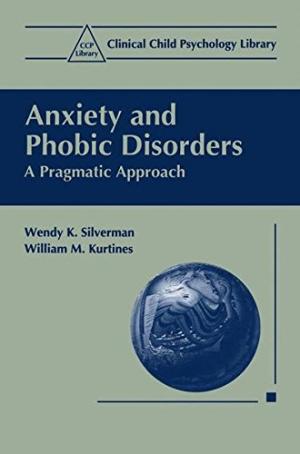 CCP
Library
Clinical Child Psychology Library
Anxiety and
Phobic Disorders
A Pragmatic Approach
Wendy K. Silverman
William M. Kurtines